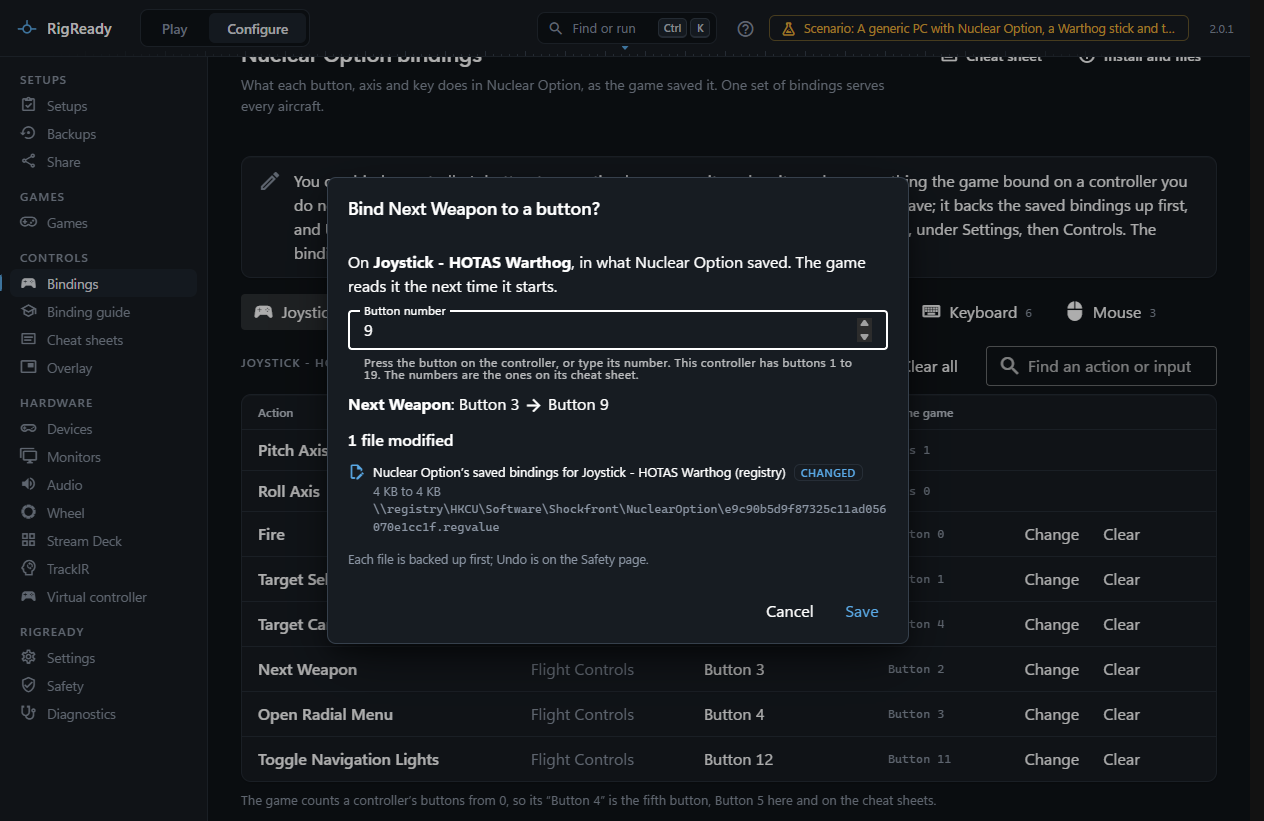 RigReady
Play
Configure
Find or run
Ctrl
K
Scenario: A generic PC with Nuclear Option, a Warthog stick and t...
2.0.1
SETUPS
Setups
Backups
Share
GAMES
Games
CONTROLS
Bindings
Binding guide
Cheat sheets
Overlay
HARDWARE
Devices
Monitors
Audio
Wheel
Stream Deck
TrackIR
Virtual controller
RIGREADY
Settings
Safety
Diagnostics
Nuclear Option bindings
Cheat sheet
Install and files
What each button, axis and key does in Nuclear Option, as the game saved it. One set of bindings serves
every aircraft.
You c
thing the game bound on a controller you
do n
ave; it backs the saved bindings up first,
and
, under Settings, then Controls. The
bindi
Joystic
Keyboard 6
Mouse 3
JOYSTICK - H
lear all
Find an action or input
Action
he game
Pitch Axis
s 1
Roll Axis
s 0
Fire
ton 0
Change
Clear
Target Sel
ton 1
Change
Clear
Target Ca
ton 4
Change
Clear
Next Weapon
Flight Controls
Button 3
Button 2
Change
Clear
Open Radial Menu
Flight Controls
Button 4
Button 3
Change
Clear
Toggle Navigation Lights
Flight Controls
Button 12
Button 11
Change
Clear
The game counts a controller's buttons from 0, so its "Button 4" is the fifth button, Button 5 here and on the cheat sheets.
Bind Next Weapon to a button?
On Joystick - HOTAS Warthog, in what Nuclear Option saved. The game
reads it the next time it starts.
Button number
9
Press the button on the controller, or type its number. This controller has buttons 1 to
19. The numbers are the ones on its cheat sheet.
Next Weapon: Button 3 → Button 9
1 file modified
Nuclear Option's saved bindings for Joystick - HOTAS Warthog (registry)
CHANGED
4 KB to 4 KB
\\registry\HKCU\Software\Shockfront\NuclearOption\e9c90b5d9f87325c11ad056
070e1cc1f.regvalue
Each file is backed up first; Undo is on the Safety page.
Cancel
Save